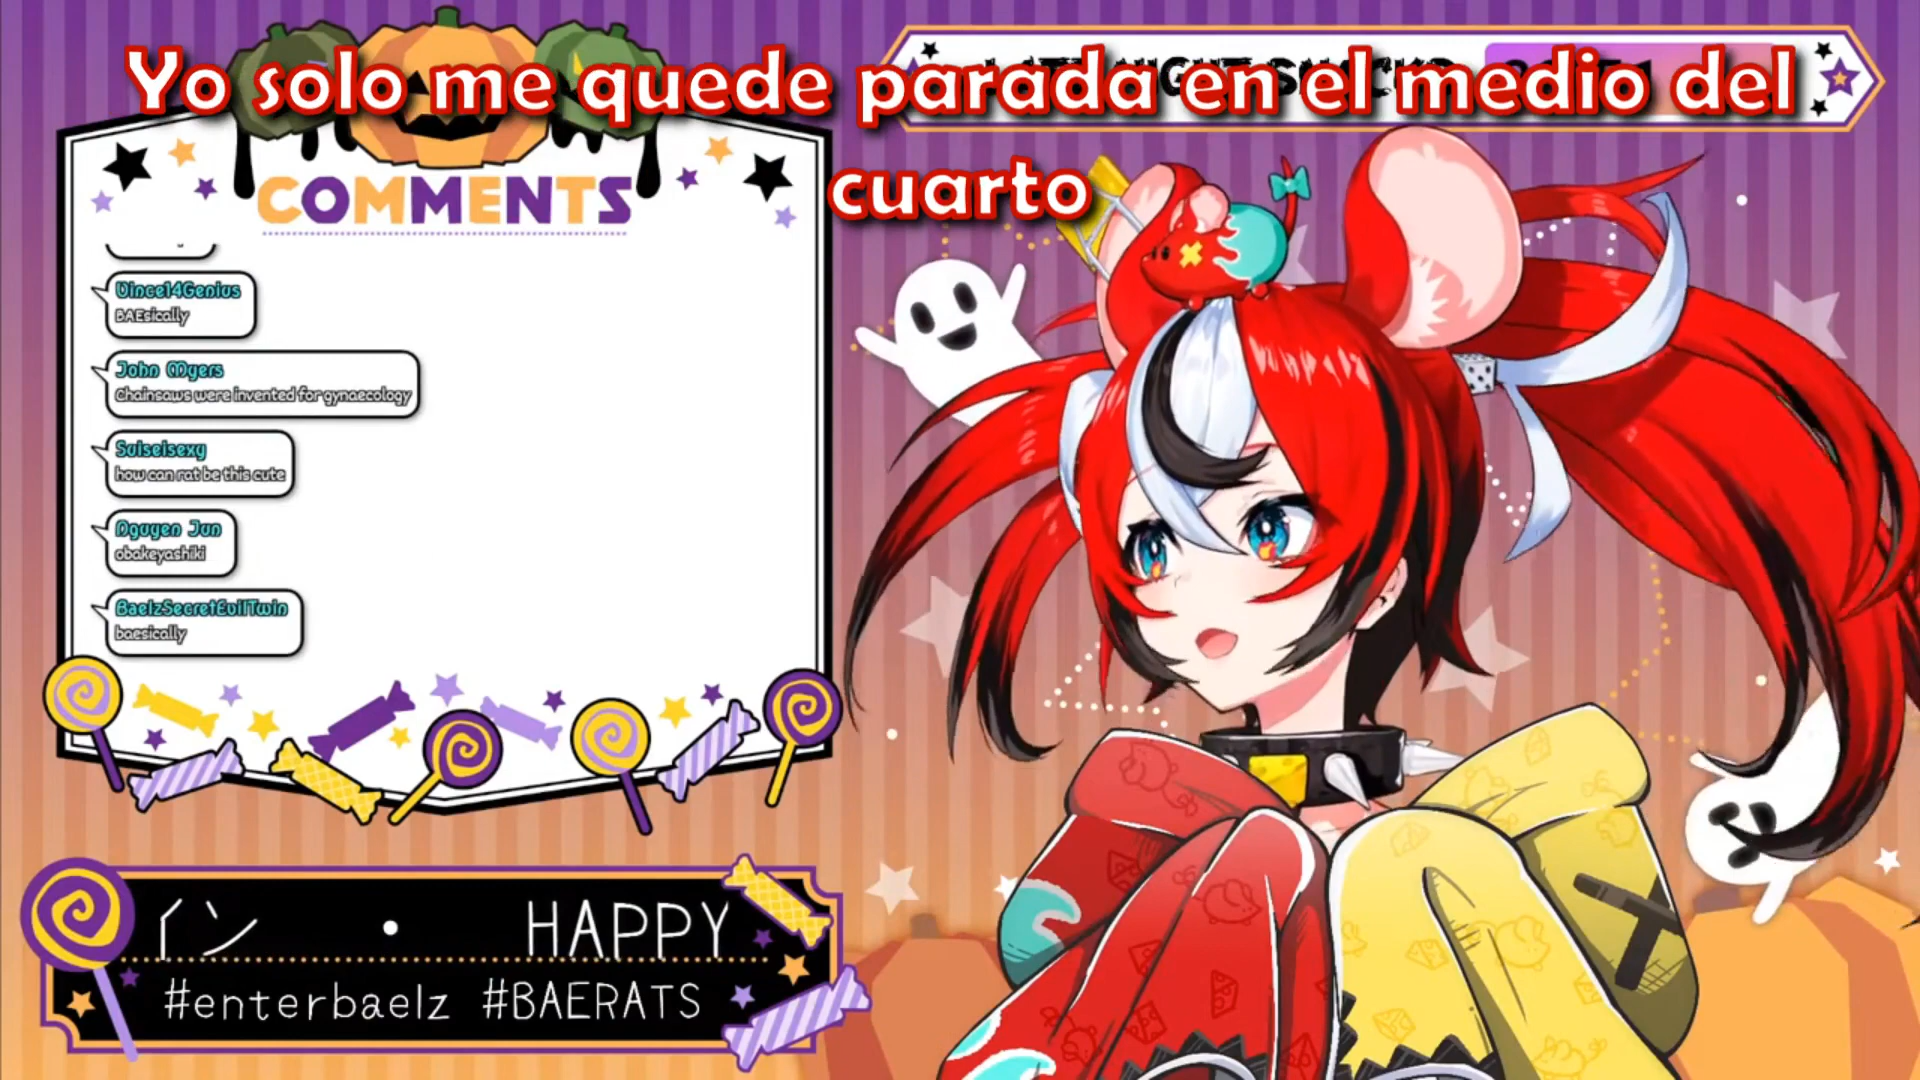 Yo solo me quede parada en el medio del
cuarto
COMMENTS
Vince14Genius
BAEsically
John Myers
Chainsaws were invented for gynaecology
Suiseisexy
how can rat be this cute
Nguyen Jun
obakeyashiki
BaelzSecretEvilTwin
baesically
イン ・ HAPPY
#enterbaelz #BAERATS